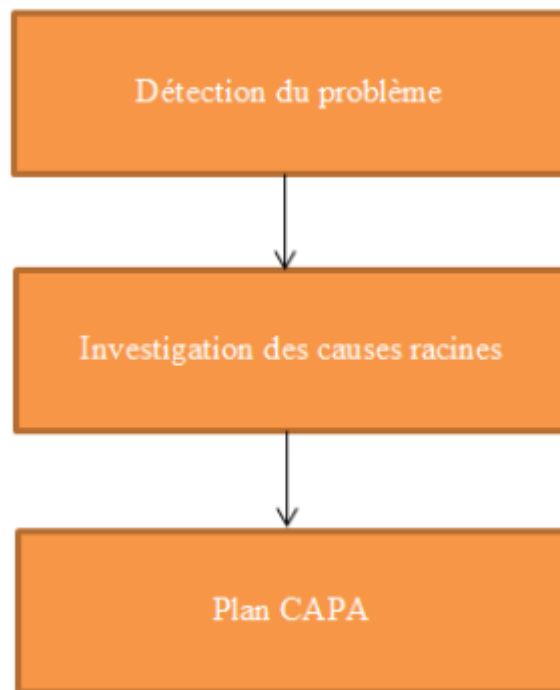 Détection du problème
Investigation des causes racines
Plan CAPA